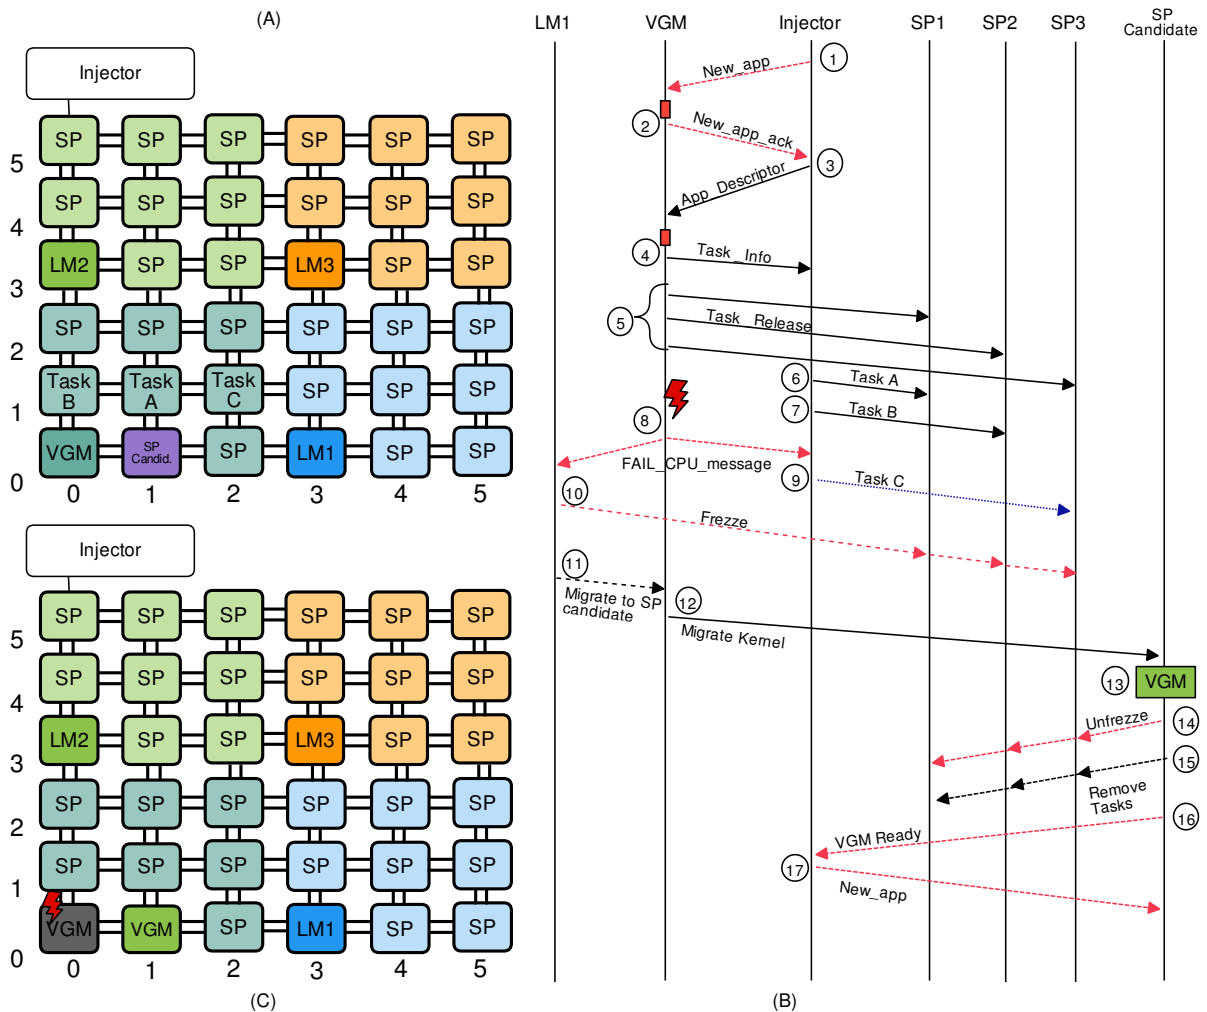 (A)
Injector
SP SP SP SP SP SP
5
SP SP SP SP SP SP
4
LM2 SP SP LM3 SP SP
3
SP SP SP SP SP SP
2
Task B Task A Task C SP SP SP
1
VGM SP Candid. SP LM1 SP SP
0
0 1 2 3 4 5
(C)
Injector
SP SP SP SP SP SP
5
SP SP SP SP SP SP
4
LM2 SP SP LM3 SP SP
3
SP SP SP SP SP SP
2
SP SP SP SP SP SP
1
VGM VGM SP LM1 SP SP
0
0 1 2 3 4 5
(B)
LM1 VGM Injector SP1 SP2 SP3 SP
Candidate
New_app 1
2 New_app_ack
3
App_Descriptor
4 Task_Info
5 Task_Release
6 Task A
7 Task B
8
FAIL_CPU_message
9 Task C
10
Frezze
11
Migrate to SP
candidate
12
Migrate Kernel
13 VGM
Unfrezze 14
15
Remove
Tasks
16
VGM Ready
17
New_app